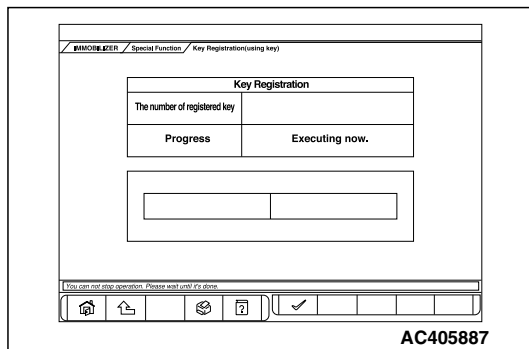 IMMOBILIZER / Special Function / Key Registration(using key)
Key Registration
The number of registered key
Progress Executing now.
You can not stop operation. Please wait until it's done.
?
AC405887